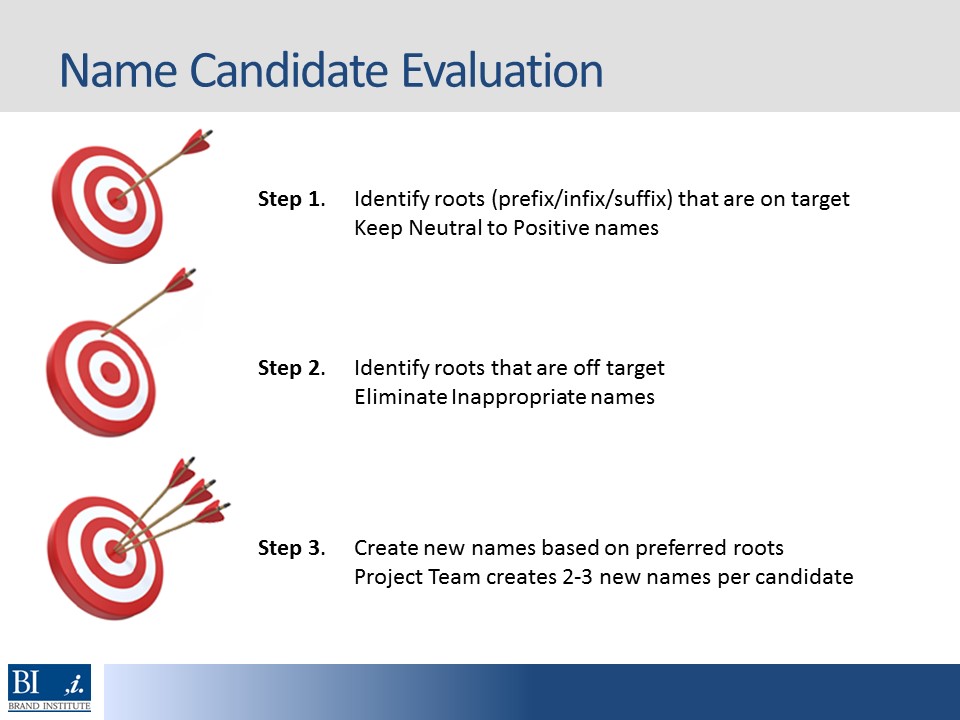 Name Candidate Evaluation
Step 1. Identify roots (prefix/infix/suffix) that are on target
Keep Neutral to Positive names
Step 2. Identify roots that are off target
Eliminate Inappropriate names
Step 3. Create new names based on preferred roots
Project Team creates 2-3 new names per candidate
BI ,i.
BRAND INSTITUTE